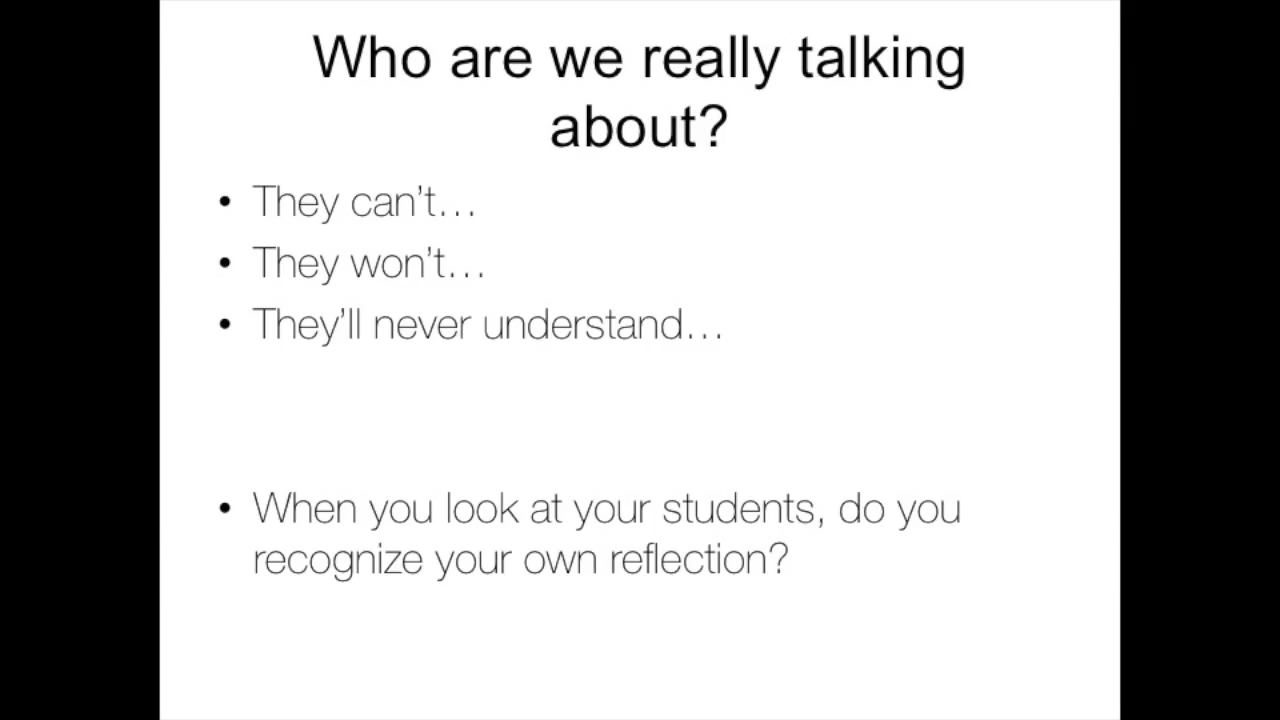 Who are we really talking
about?
• They can’t…
• They won’t…
• They’ll never understand…
• When you look at your students, do you
recognize your own reflection?